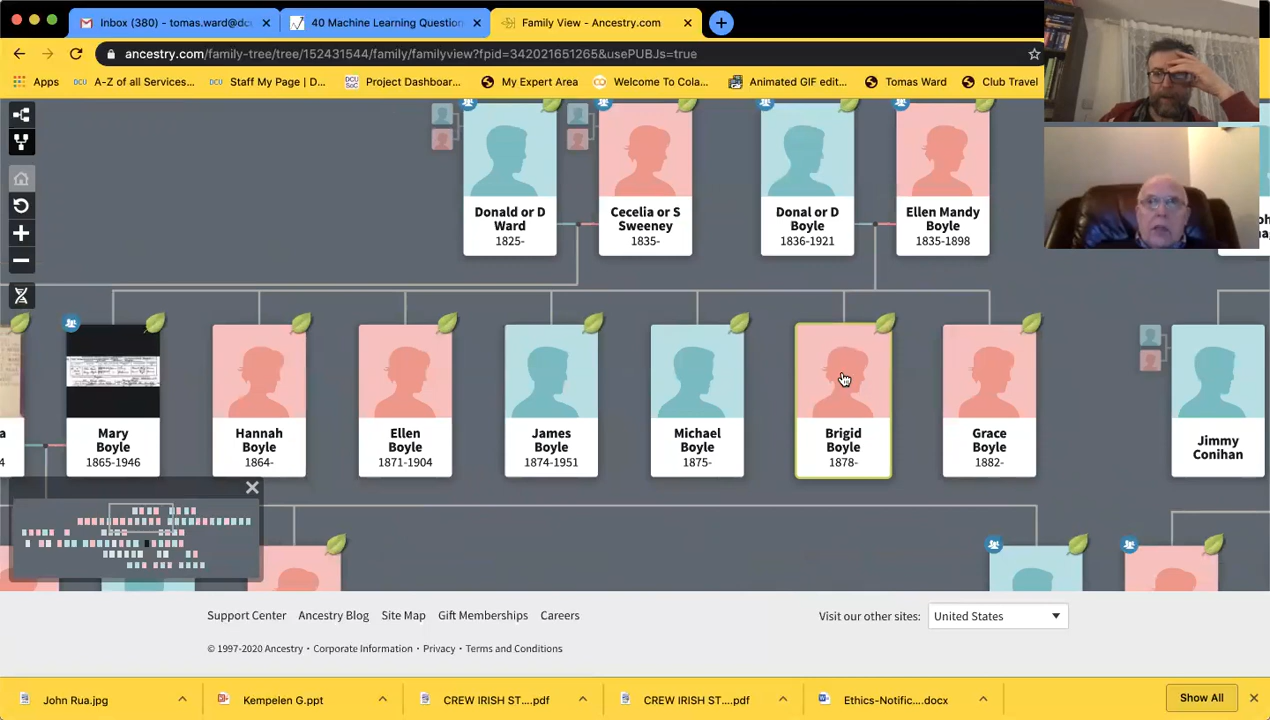 Inbox (380) - tomas.ward@dc
40 Machine Learning Question
Family View - Ancestry.com
ancestry.com/family-tree/tree/152431544/family/familyview?fpid=342021651265&usePUBJs=true
Apps
DCU A-Z of all Services...
DCU Staff My Page | D...
DCU SoC Project Dashboar...
My Expert Area
Welcome To Cola...
Animated GIF edit...
Tomas Ward
Club Travel
Donald or D
Ward
1825-
Cecelia or S
Sweeney
1835-
Donal or D
Boyle
1836-1921
Ellen Mandy
Boyle
1835-1898
Mary
Boyle
1865-1946
Hannah
Boyle
1864-
Ellen
Boyle
1871-1904
James
Boyle
1874-1951
Michael
Boyle
1875-
Brigid
Boyle
1878-
Grace
Boyle
1882-
Jimmy
Conihan
Support Center
Ancestry Blog
Site Map
Gift Memberships
Careers
Visit our other sites:
United States
© 1997-2020 Ancestry · Corporate Information · Privacy · Terms and Conditions
John Rua.jpg
Kempelen G.ppt
CREW IRISH ST....pdf
CREW IRISH ST....pdf
Ethics-Notific....docx
Show All